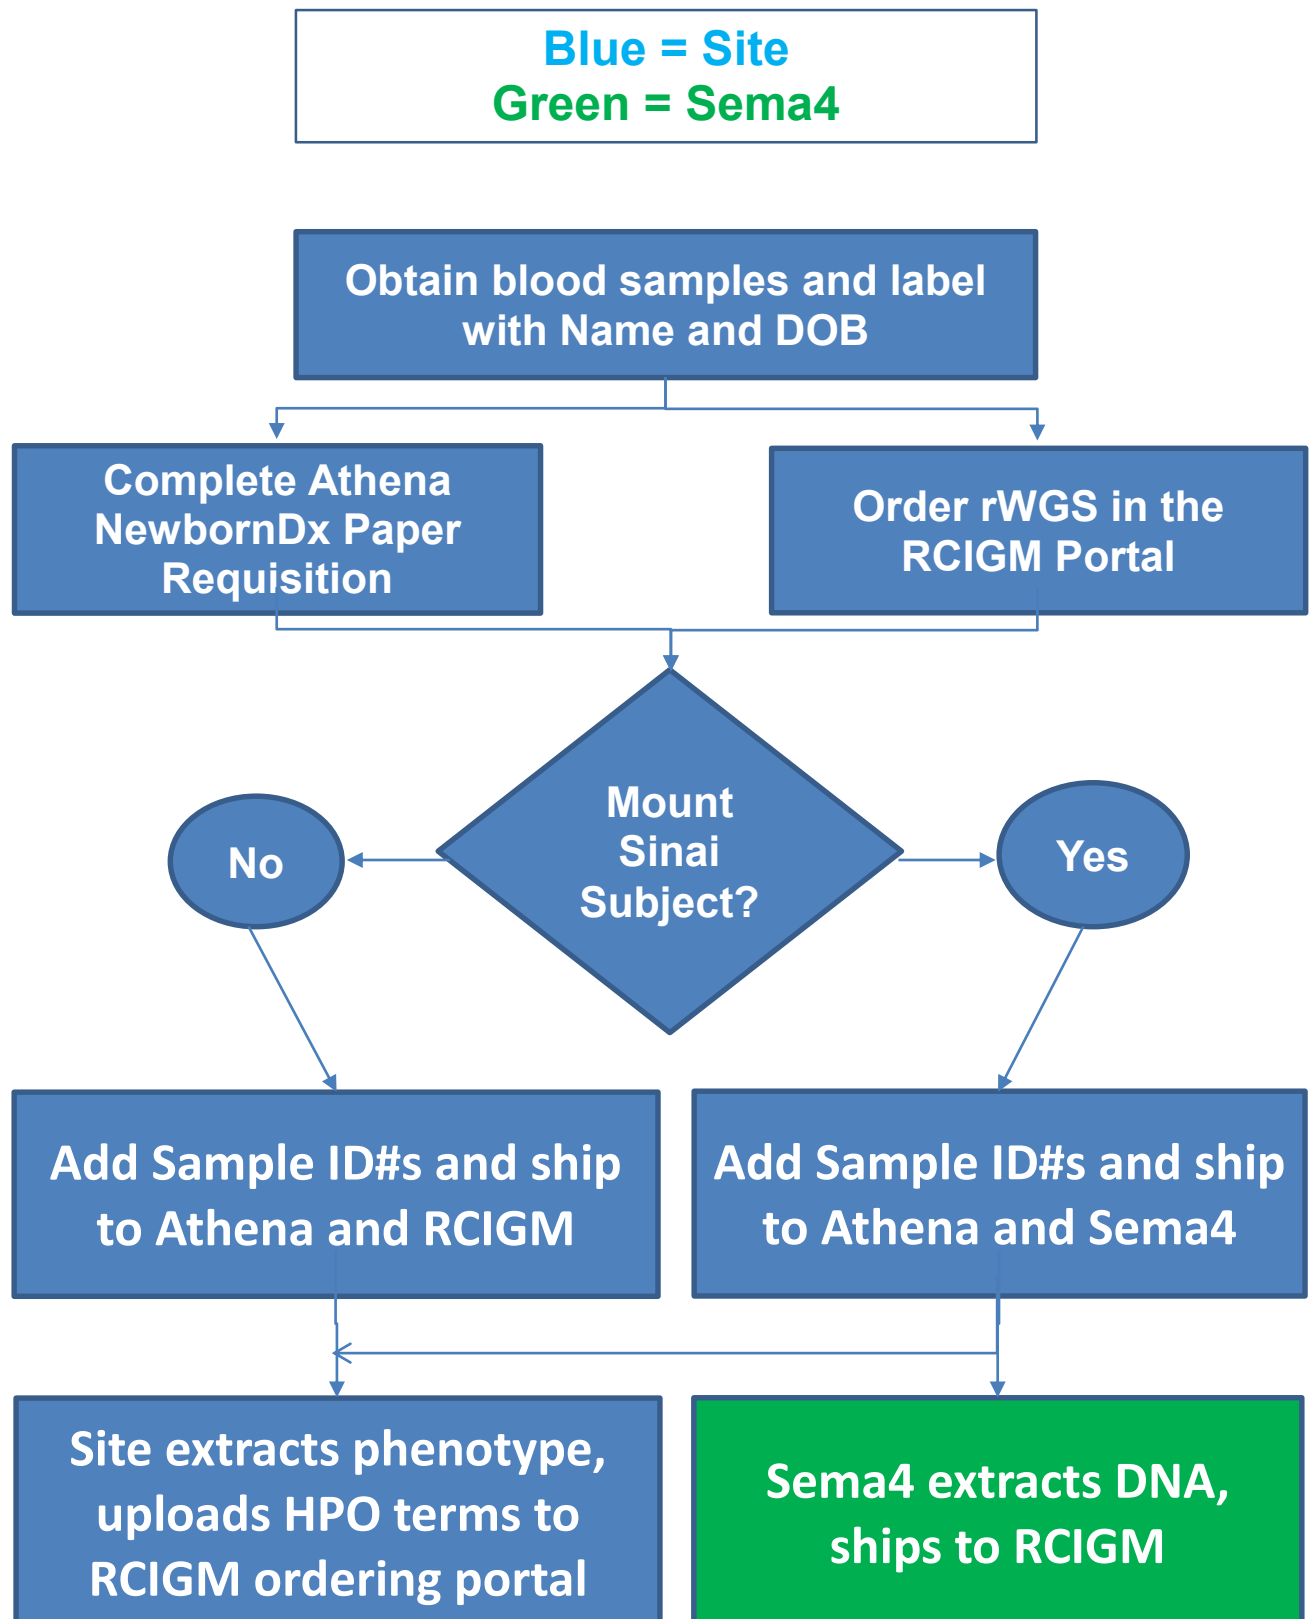 Blue = Site
Green = Sema4
Obtain blood samples and label
with Name and DOB
Complete Athena
NewbornDx Paper
Requisition
Order rWGS in the
RCIGM Portal
Mount
Sinai
Subject?
No
Yes
Add Sample ID#s and ship
to Athena and RCIGM
Add Sample ID#s and ship
to Athena and Sema4
Site extracts phenotype,
uploads HPO terms to
RCIGM ordering portal
Sema4 extracts DNA,
ships to RCIGM